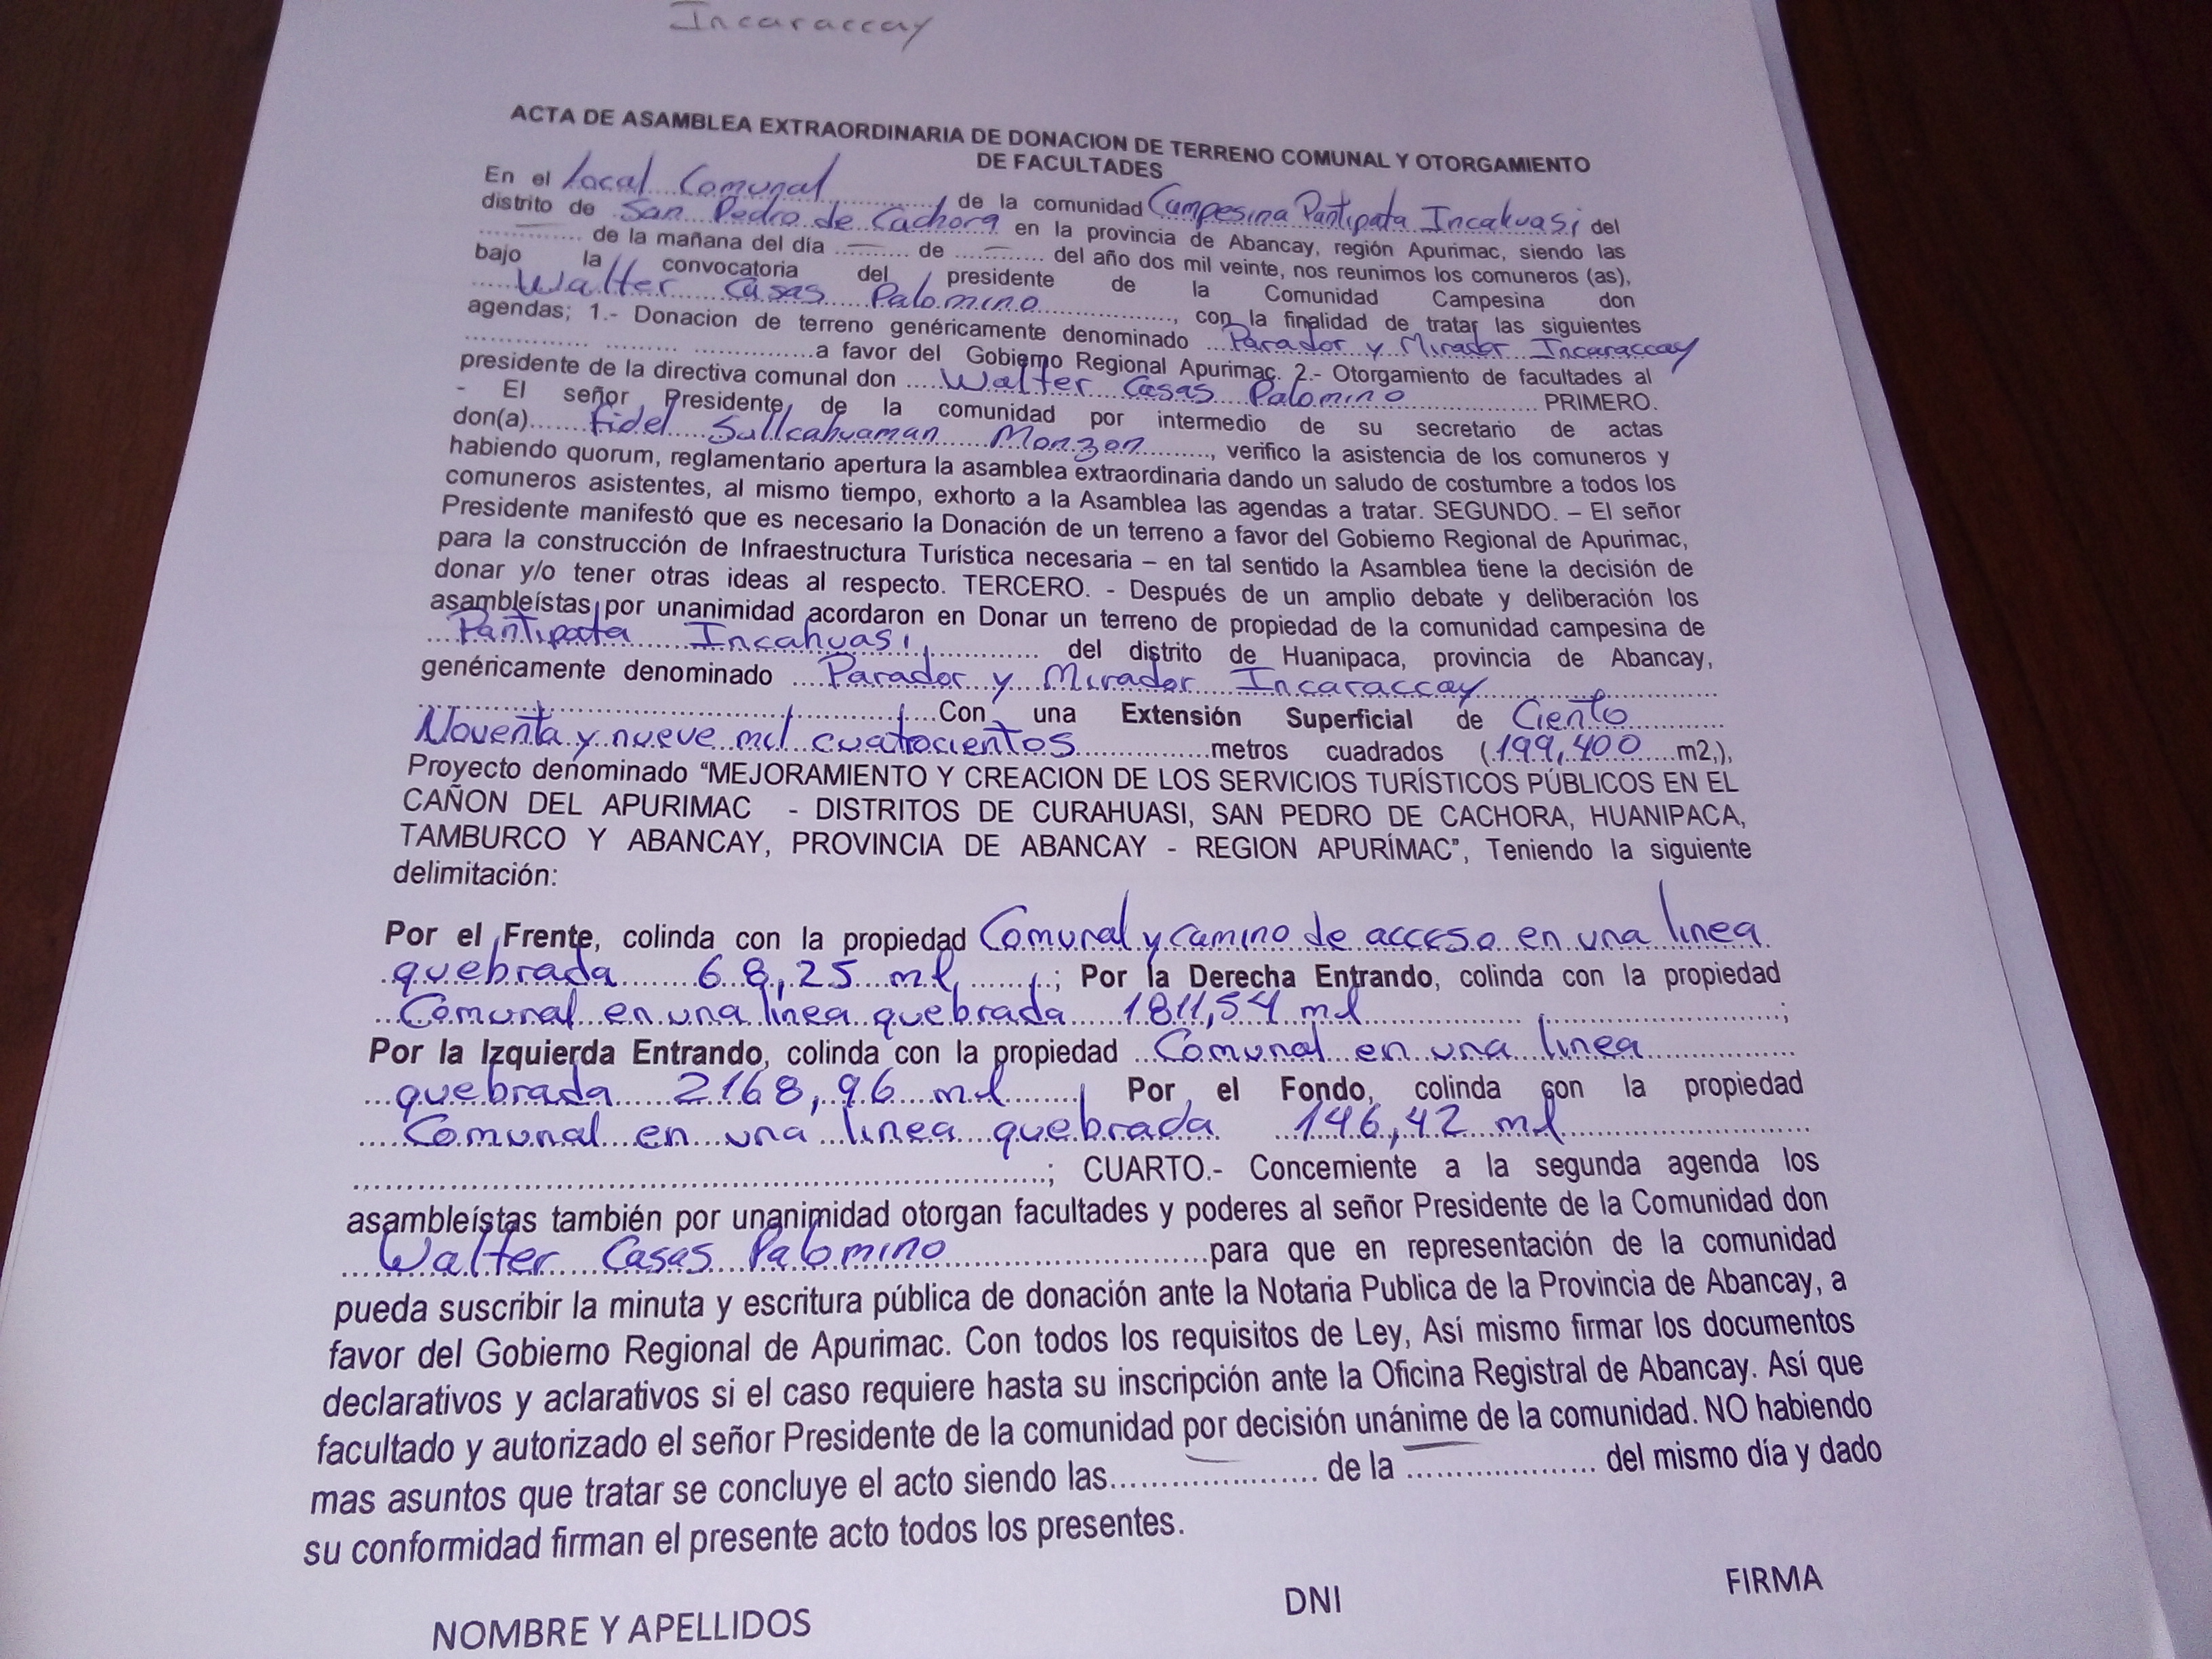 Incaraccay
ACTA DE ASAMBLEA EXTRAORDINARIA DE DONACION DE TERRENO COMUNAL Y OTORGAMIENTO
DE FACULTADES
En el Local Comunal .............. de la comunidad Campesina Pantipata Incahuasi del
distrito de San Pedro de Cachora en la provincia de Abancay, región Apurimac, siendo las
............. de la mañana del día .......... de ............ del año dos mil veinte, nos reunimos los comuneros (as),
bajo la convocatoria del presidente de la Comunidad Campesina don
.....Walter Casas Palomino.................., con la finalidad de tratar las siguientes
agendas; 1.- Donacion de terreno genéricamente denominado ...Parador y Mirador Incaraccay
............... ......... ...............a favor del Gobierno Regional Apurimac. 2.- Otorgamiento de facultades al
presidente de la directiva comunal don .....Walter Casas Palomino.................. PRIMERO.
- El señor Presidente de la comunidad por intermedio de su secretario de actas
don(a).......Fidel Sullcahuaman Monzon.........., verifico la asistencia de los comuneros y
habiendo quorum, reglamentario apertura la asamblea extraordinaria dando un saludo de costumbre a todos los
comuneros asistentes, al mismo tiempo, exhorto a la Asamblea las agendas a tratar. SEGUNDO. – El señor
Presidente manifestó que es necesario la Donación de un terreno a favor del Gobierno Regional de Apurimac,
para la construcción de Infraestructura Turística necesaria – en tal sentido la Asamblea tiene la decisión de
donar y/o tener otras ideas al respecto. TERCERO. - Después de un amplio debate y deliberación los
asambleístas por unanimidad acordaron en Donar un terreno de propiedad de la comunidad campesina de
...Pantipata Incahuasi.............. del distrito de Huanipaca, provincia de Abancay,
genéricamente denominado ....Parador y Mirador Incaraccay..............................
..............................................................Con una Extensión Superficial de Ciento............
Noventa y nueve mil cuatrocientos................metros cuadrados (199,400....m2,),
Proyecto denominado “MEJORAMIENTO Y CREACION DE LOS SERVICIOS TURÍSTICOS PÚBLICOS EN EL
CAÑON DEL APURIMAC - DISTRITOS DE CURAHUASI, SAN PEDRO DE CACHORA, HUANIPACA,
TAMBURCO Y ABANCAY, PROVINCIA DE ABANCAY - REGION APURÍMAC”, Teniendo la siguiente
delimitación:
Por el Frente, colinda con la propiedad Comunal y camino de acceso en una linea
.quebrada.......68,25 ml.........; Por la Derecha Entrando, colinda con la propiedad
...Comunal en una linea quebrada 1811,54 ml...........................................;
Por la Izquierda Entrando, colinda con la propiedad ...Comunal en una linea..................
...quebrada......2168,96 ml.......... Por el Fondo, colinda con la propiedad
....Comunal en una linea quebrada ...146,42 ml.............................
......................................................................; CUARTO.- Concerniente a la segunda agenda los
asambleístas también por unanimidad otorgan facultades y poderes al señor Presidente de la Comunidad don
...Walter Casas Palomino..........................para que en representación de la comunidad
pueda suscribir la minuta y escritura pública de donación ante la Notaria Publica de la Provincia de Abancay, a
favor del Gobierno Regional de Apurimac. Con todos los requisitos de Ley, Así mismo firmar los documentos
declarativos y aclarativos si el caso requiere hasta su inscripción ante la Oficina Registral de Abancay. Así que
facultado y autorizado el señor Presidente de la comunidad por decisión unánime de la comunidad. NO habiendo
mas asuntos que tratar se concluye el acto siendo las..................... de la ................... del mismo día y dado
su conformidad firman el presente acto todos los presentes.
NOMBRE Y APELLIDOS DNI FIRMA